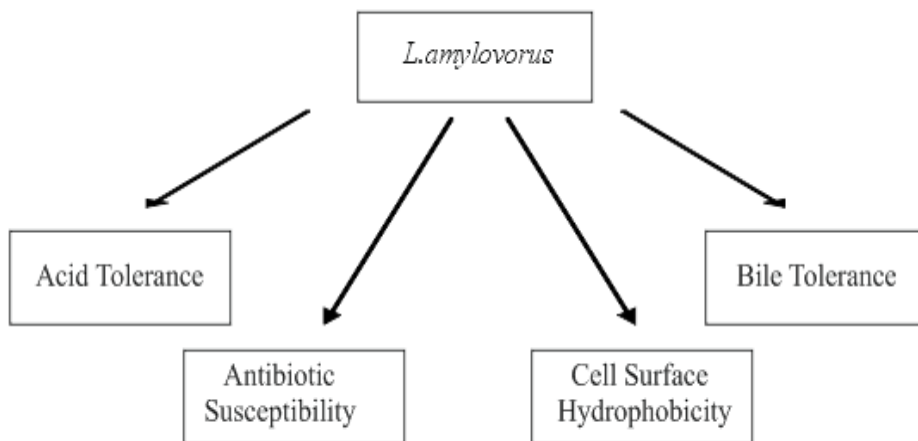 L.amylovorus
Acid Tolerance
Bile Tolerance
Antibiotic
Susceptibility
Cell Surface
Hydrophobicity